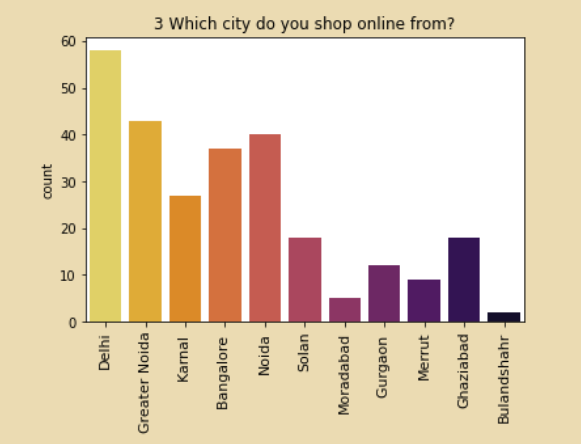 3 Which city do you shop online from?
60
50
40
30
20
10
0
count
Delhi
Greater Noida
Karnal
Bangalore
Noida
Solan
Moradabad
Gurgaon
Merrut
Ghaziabad
Bulandshahr